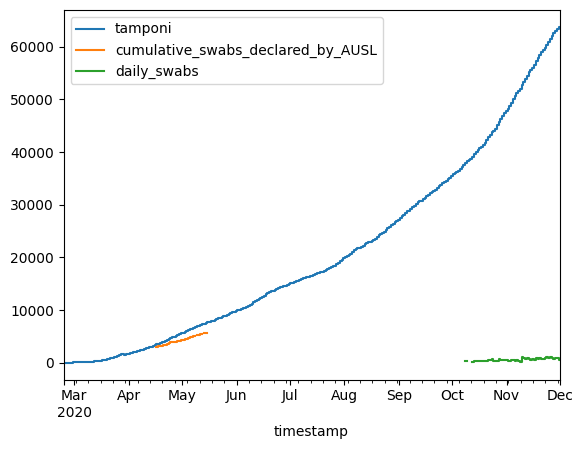 tamponi
cumulative_swabs_declared_by_AUSL
daily_swabs
60000
50000
40000
30000
20000
10000
0
Mar Apr May Jun Jul Aug Sep Oct Nov Dec
2020
timestamp